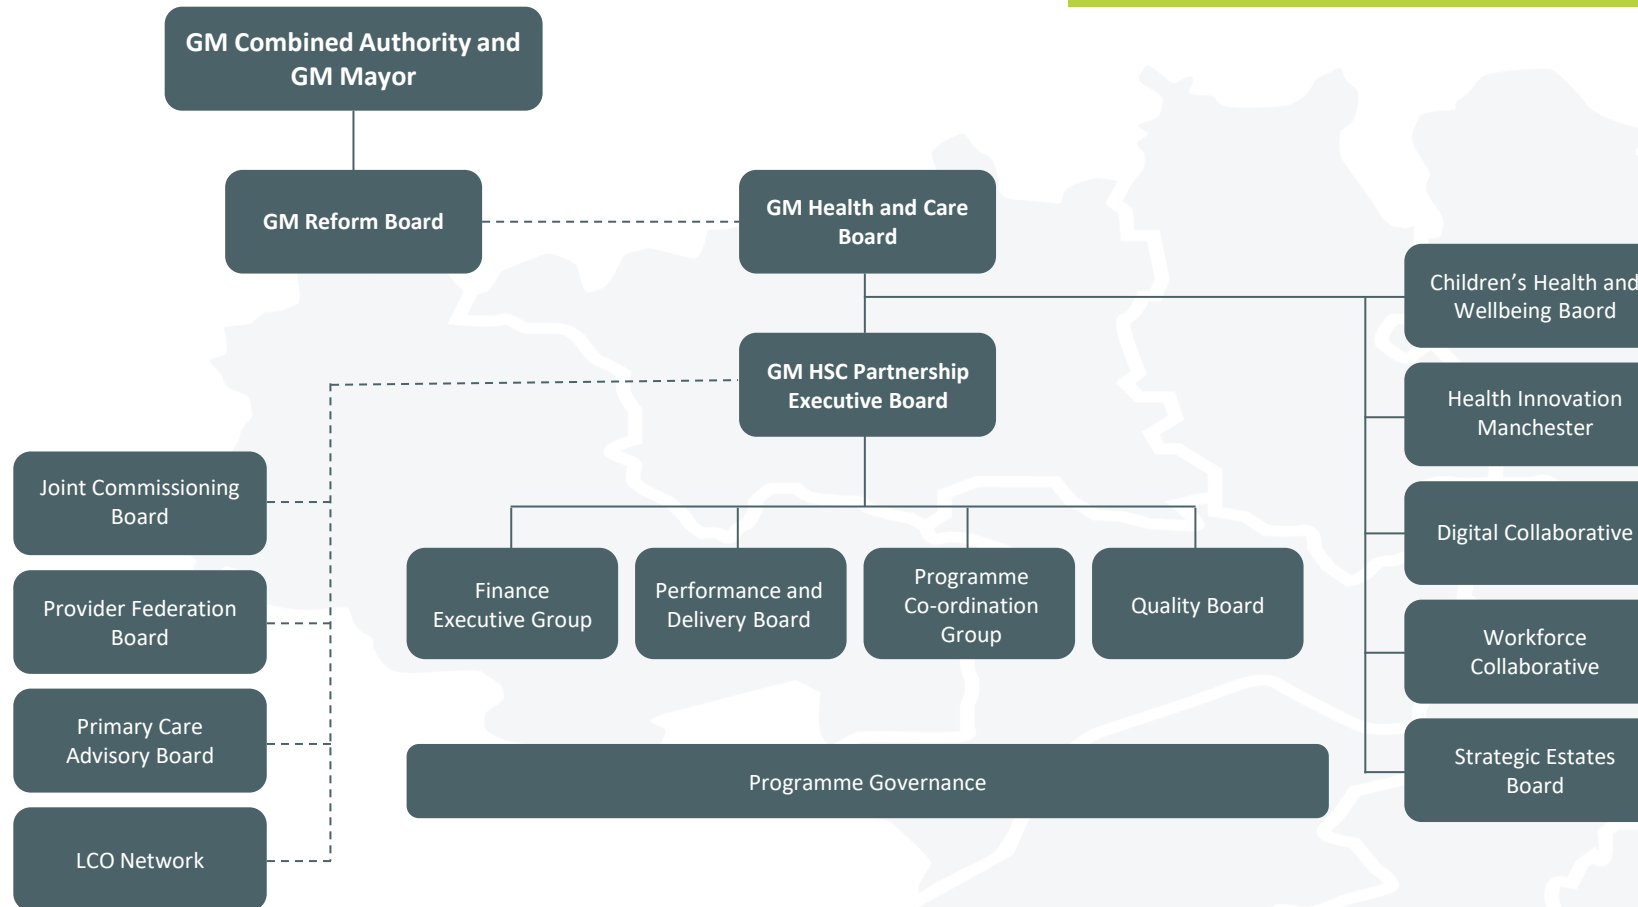 GM Combined Authority and
GM Mayor
GM Reform Board
GM Health and Care
Board
Children’s Health and
Wellbeing Baord
GM HSC Partnership
Executive Board
Health Innovation
Manchester
Joint Commissioning
Board
Digital Collaborative
Finance
Executive Group
Performance and
Delivery Board
Programme
Co-ordination
Group
Quality Board
Provider Federation
Board
Workforce
Collaborative
Primary Care
Advisory Board
Programme Governance
Strategic Estates
Board
LCO Network